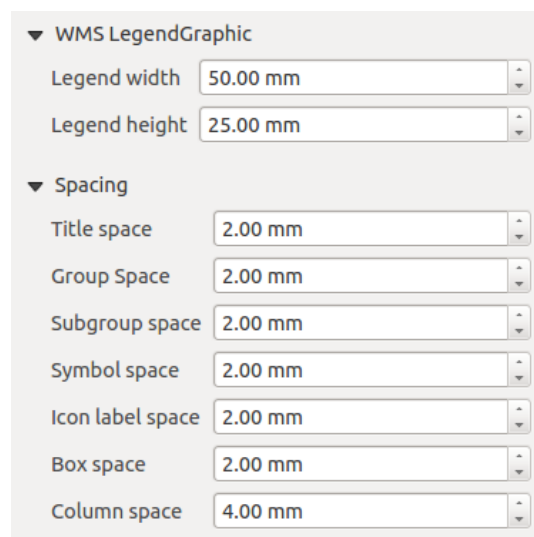 WMS LegendGraphic
Legend width 50.00 mm
Legend height 25.00 mm
Spacing
Title space 2.00 mm
Group Space 2.00 mm
Subgroup space 2.00 mm
Symbol space 2.00 mm
Icon label space 2.00 mm
Box space 2.00 mm
Column space 4.00 mm